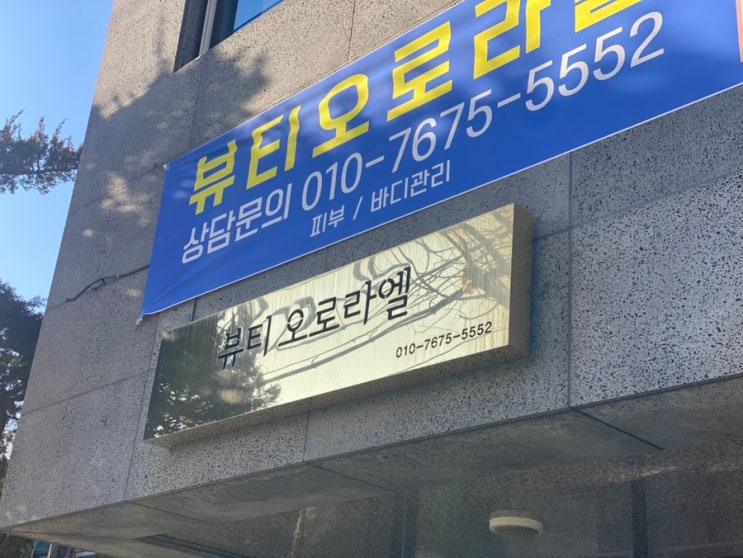 뷰티오로라엘
상담문의 010-7675-5552
피부 / 바디관리
뷰티 오로라엘
010-7675-5552